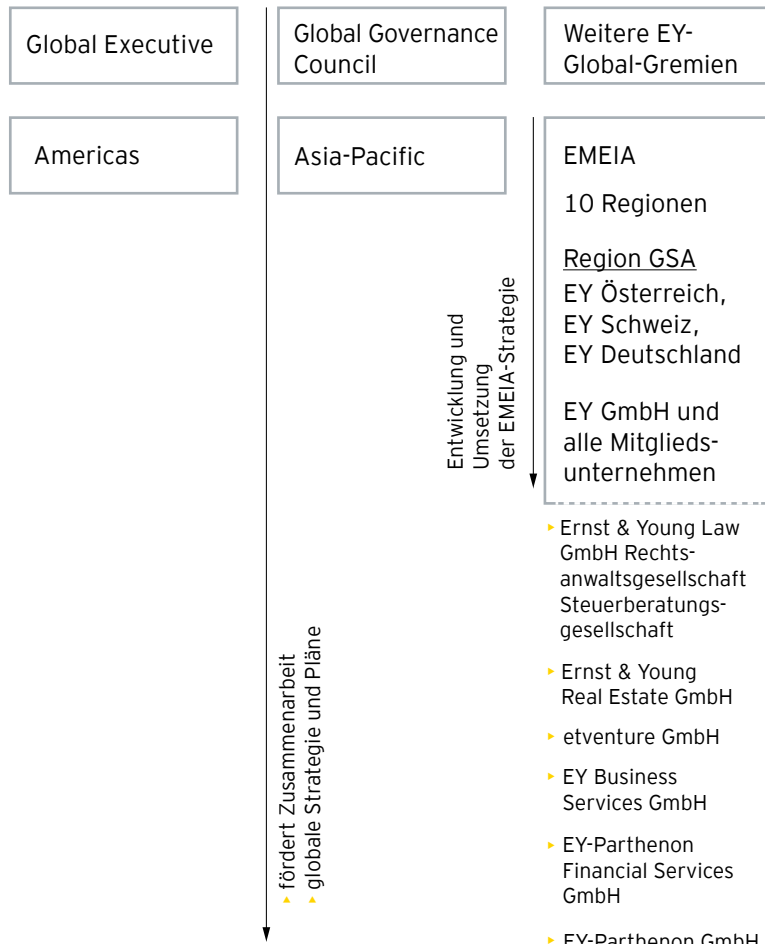 Global Executive
Global Governance
Council
Weitere EY-
Global-Gremien
Americas
Asia-Pacific
EMEIA
10 Regionen
Region GSA
EY Österreich,
EY Schweiz,
EY Deutschland
EY GmbH und
alle Mitglieds-
unternehmen
Entwicklung und
Umsetzung
der EMEIA-Strategie
fördert Zusammenarbeit
globale Strategie und Pläne
Ernst & Young Law
GmbH Rechts-
anwaltsgesellschaft
Steuerberatungs-
gesellschaft
Ernst & Young
Real Estate GmbH
etventure GmbH
EY Business
Services GmbH
EY-Parthenon
Financial Services
GmbH
EY-Parthenon GmbH